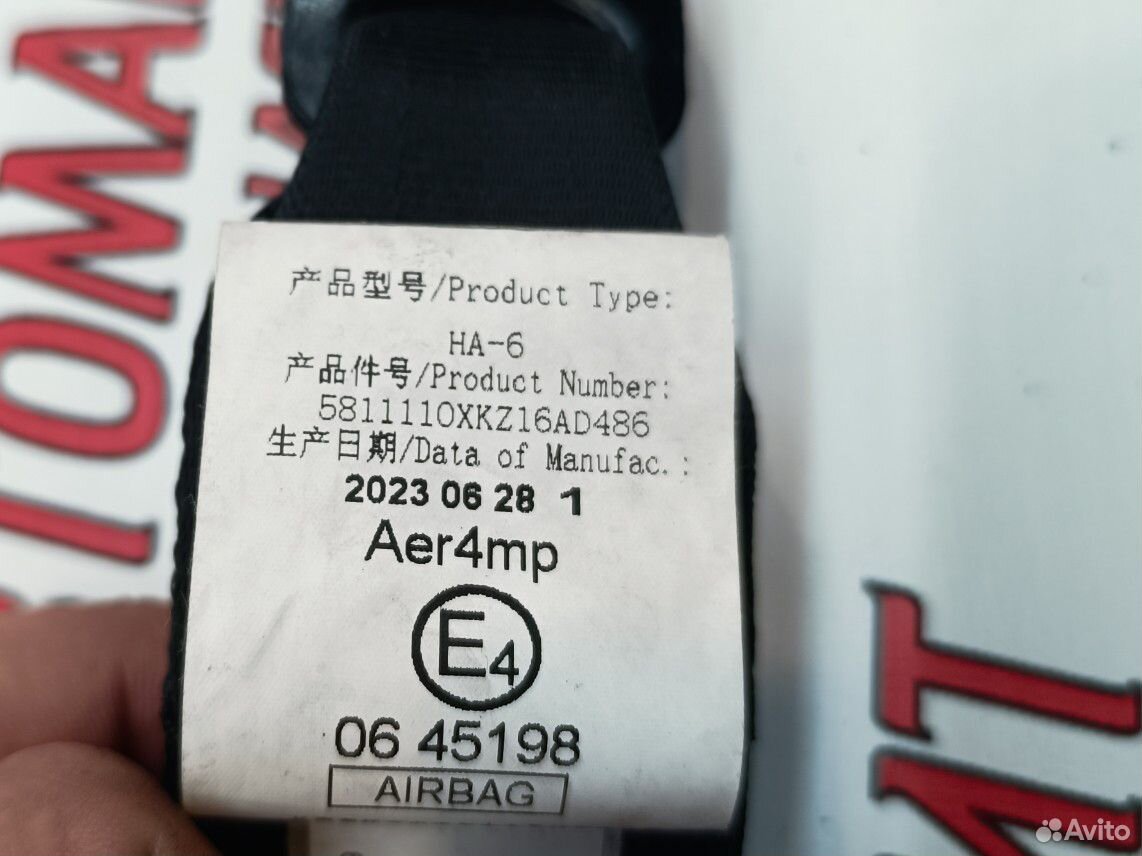 产品型号/Product Type:
HA-6
产品件号/Product Number:
5811110XKZ16AD486
生产日期/Data of Manufac.:
2023 06 28 1
Aer4mp
E4
06 45198
AIRBAG
Avito